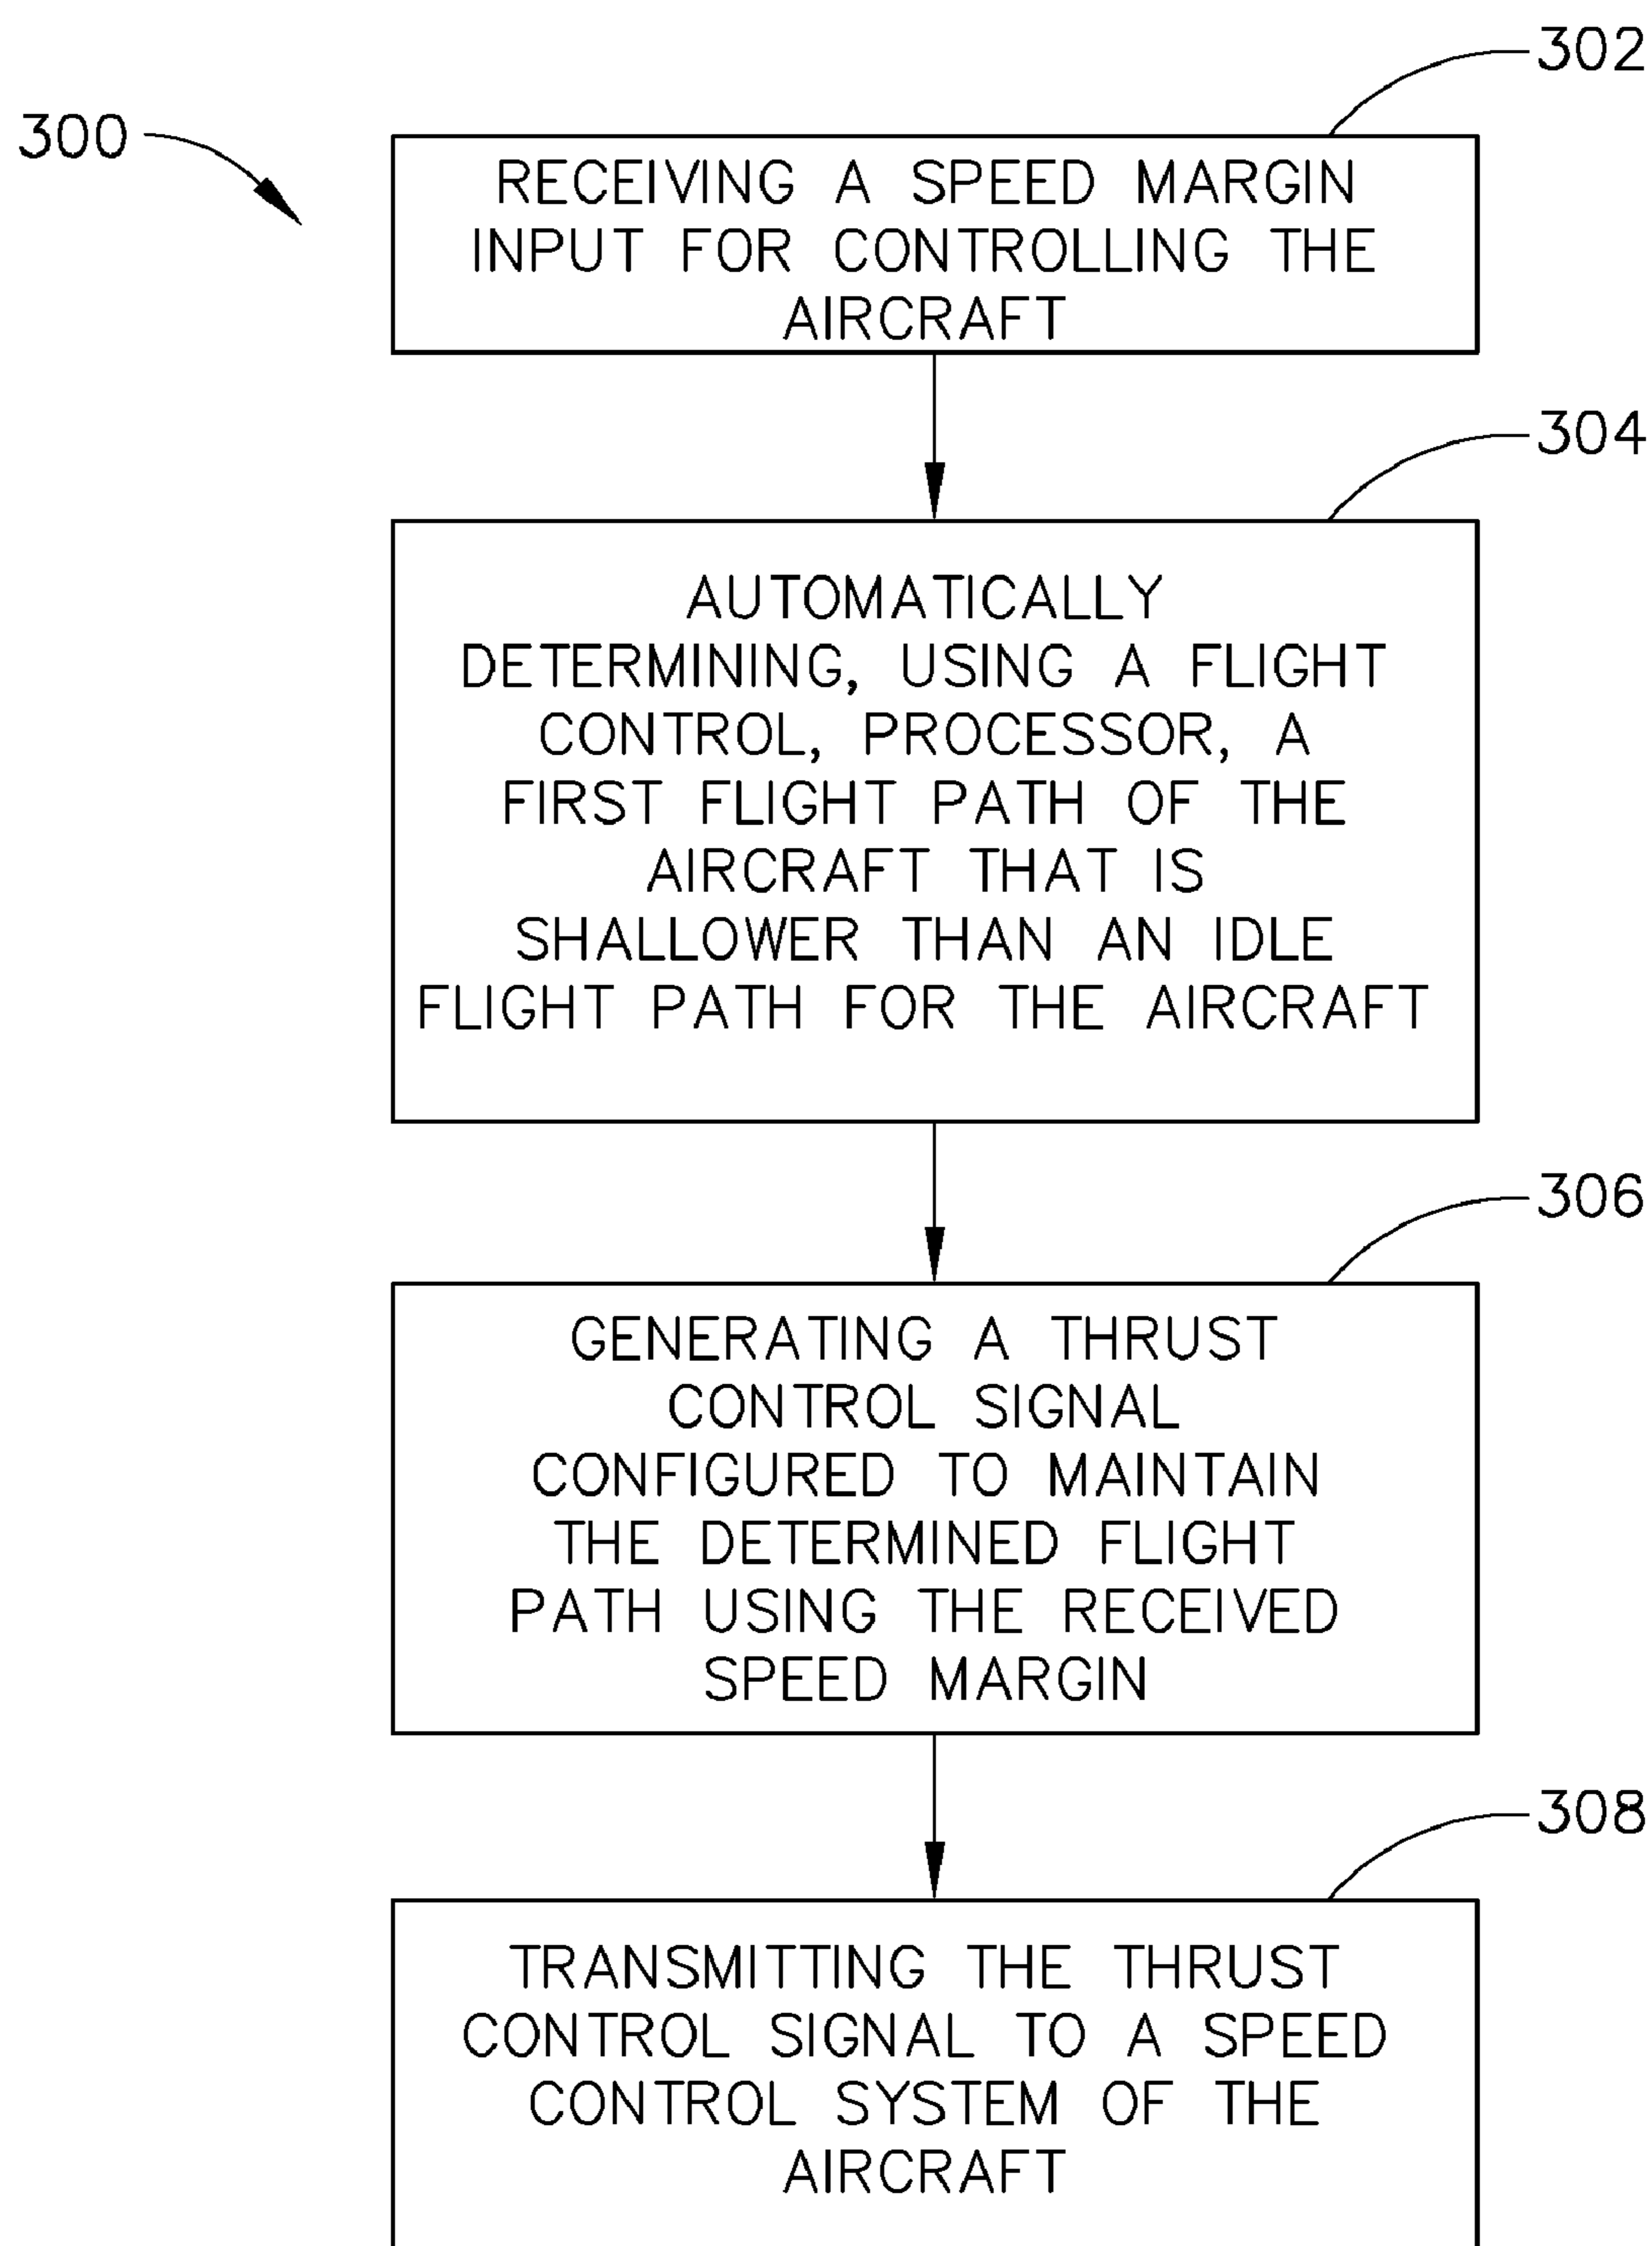 302
300
RECEIVING A SPEED MARGIN
INPUT FOR CONTROLLING THE
AIRCRAFT
304
AUTOMATICALLY
DETERMINING, USING A FLIGHT
CONTROL, PROCESSOR, A
FIRST FLIGHT PATH OF THE
AIRCRAFT THAT IS
SHALLOWER THAN AN IDLE
FLIGHT PATH FOR THE AIRCRAFT
306
GENERATING A THRUST
CONTROL SIGNAL
CONFIGURED TO MAINTAIN
THE DETERMINED FLIGHT
PATH USING THE RECEIVED
SPEED MARGIN
308
TRANSMITTING THE THRUST
CONTROL SIGNAL TO A SPEED
CONTROL SYSTEM OF THE
AIRCRAFT